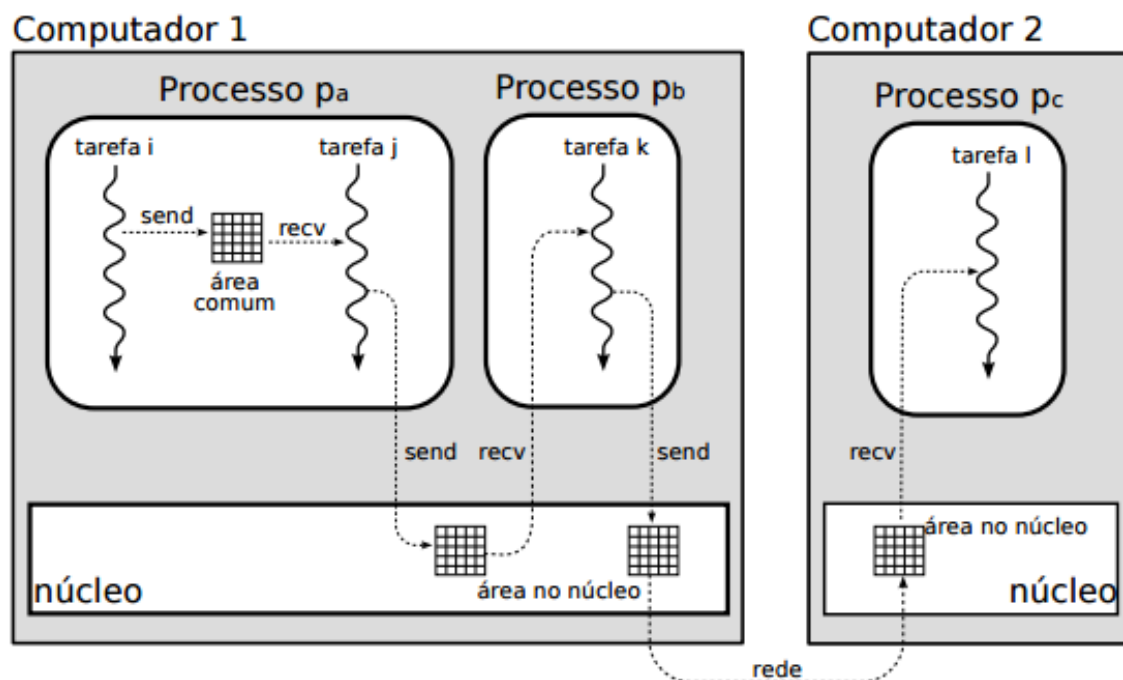 Computador 1
Computador 2
Processo pa
Processo pb
Processo pc
tarefa i
tarefa j
tarefa k
tarefa l
send
recv
área
comum
send
recv
send
recv
área no núcleo
área no núcleo
núcleo
núcleo
rede